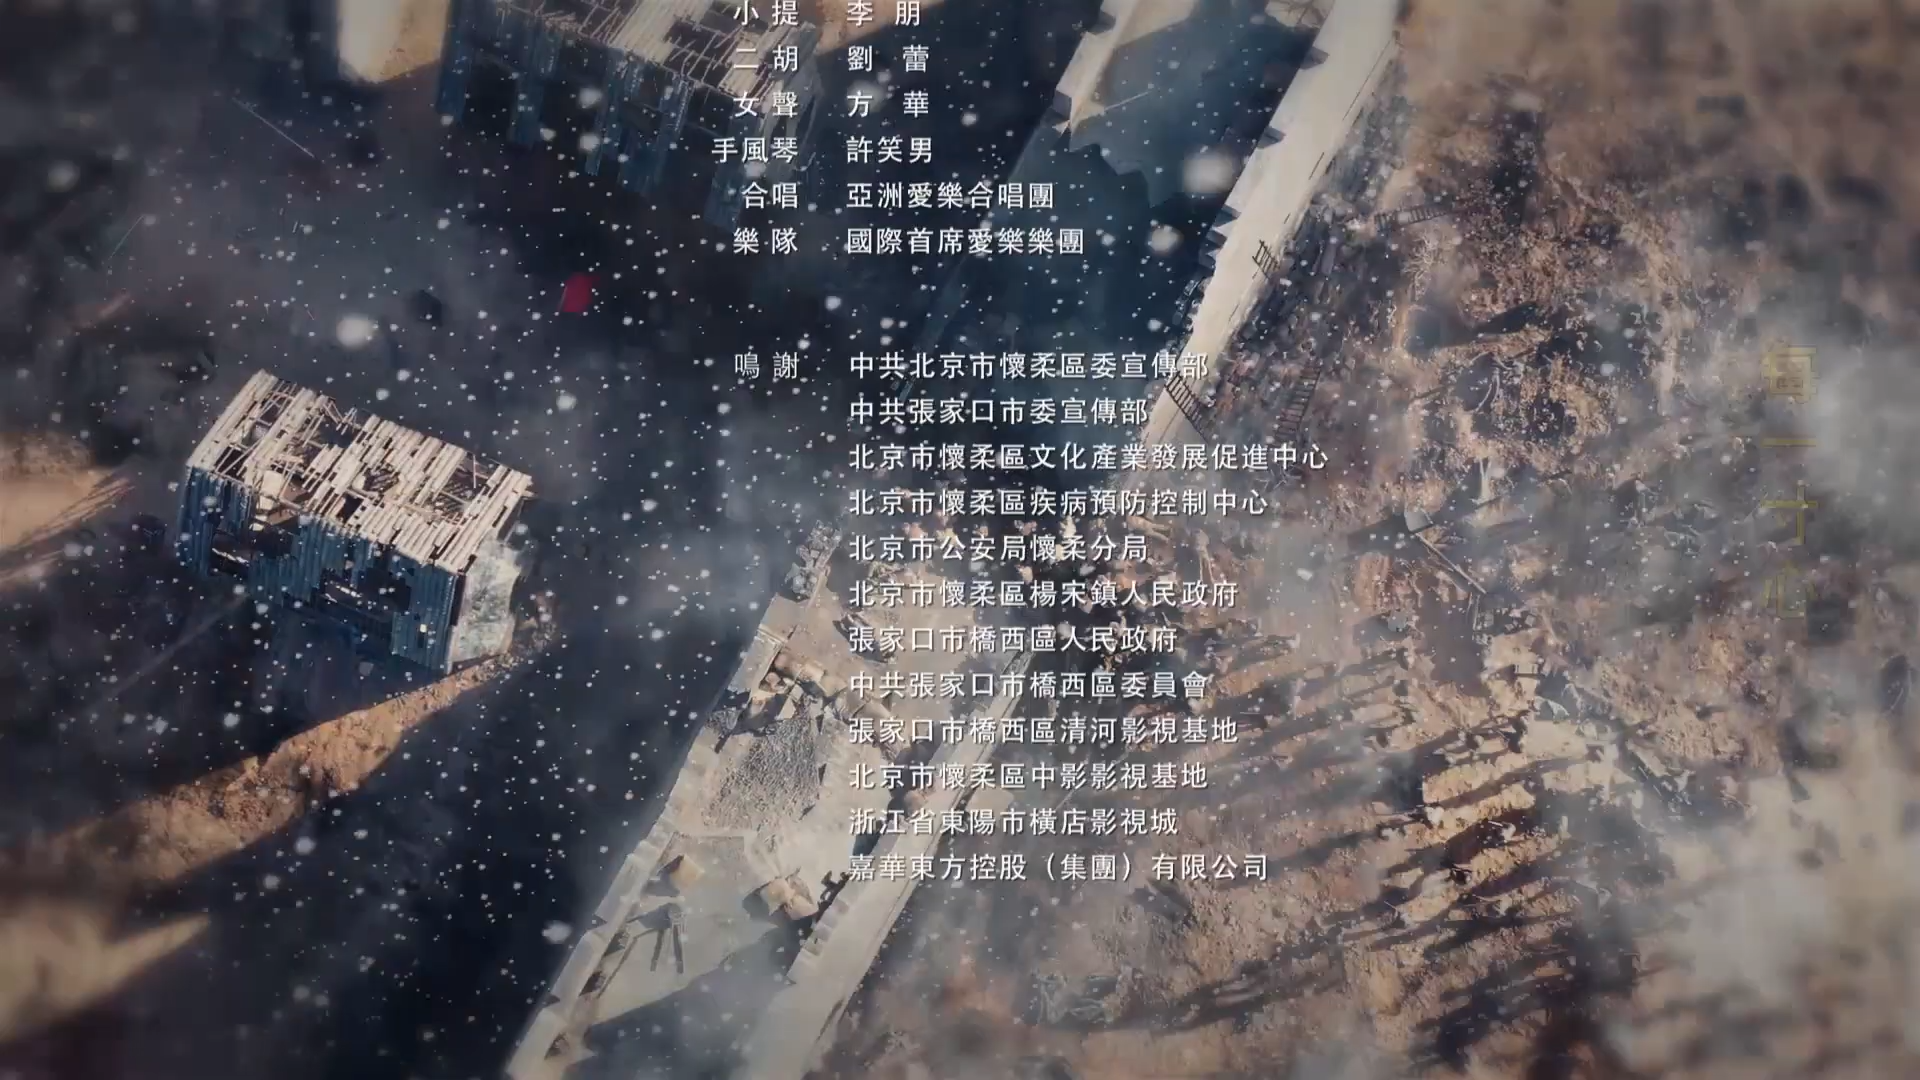 小提 李朋
二胡 劉蕾
女聲 方華
手風琴 許笑男
合唱 亞洲愛樂合唱團
樂隊 國際首席愛樂樂團
鳴謝 中共北京市懷柔區委宣傳部
中共張家口市委宣傳部
北京市懷柔區文化產業發展促進中心
北京市懷柔區疾病預防控制中心
北京市公安局懷柔分局
北京市懷柔區楊宋鎮人民政府
張家口市橋西區人民政府
中共張家口市橋西區委員會
張家口市橋西區清河影視基地
北京市懷柔區中影影視基地
浙江省東陽市橫店影視城
嘉華東方控股（集團）有限公司
每一寸心